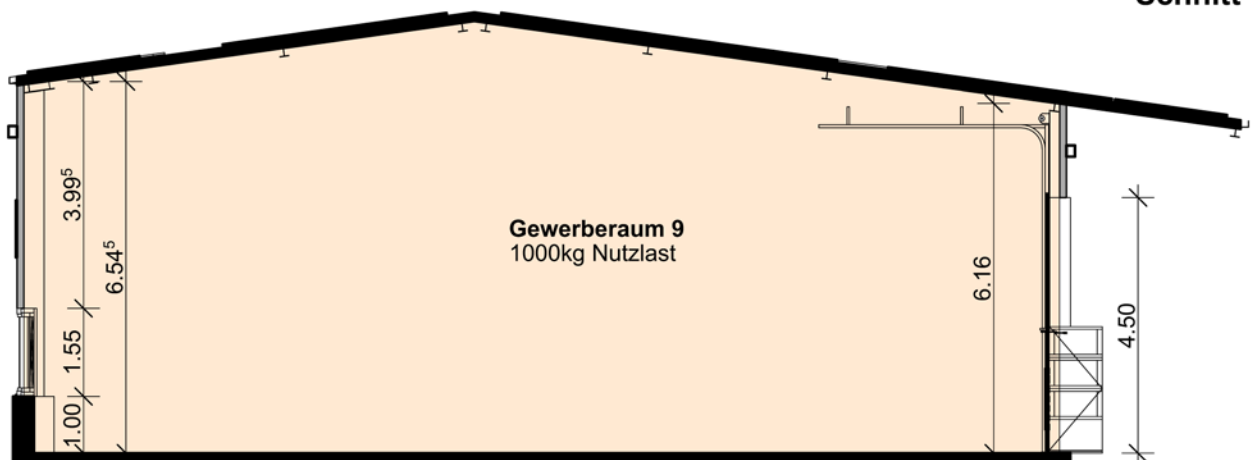 Schnitt
3.99⁵
6.54⁵
1.55
1.00
Gewerberaum 9
1000kg Nutzlast
6.16
4.50